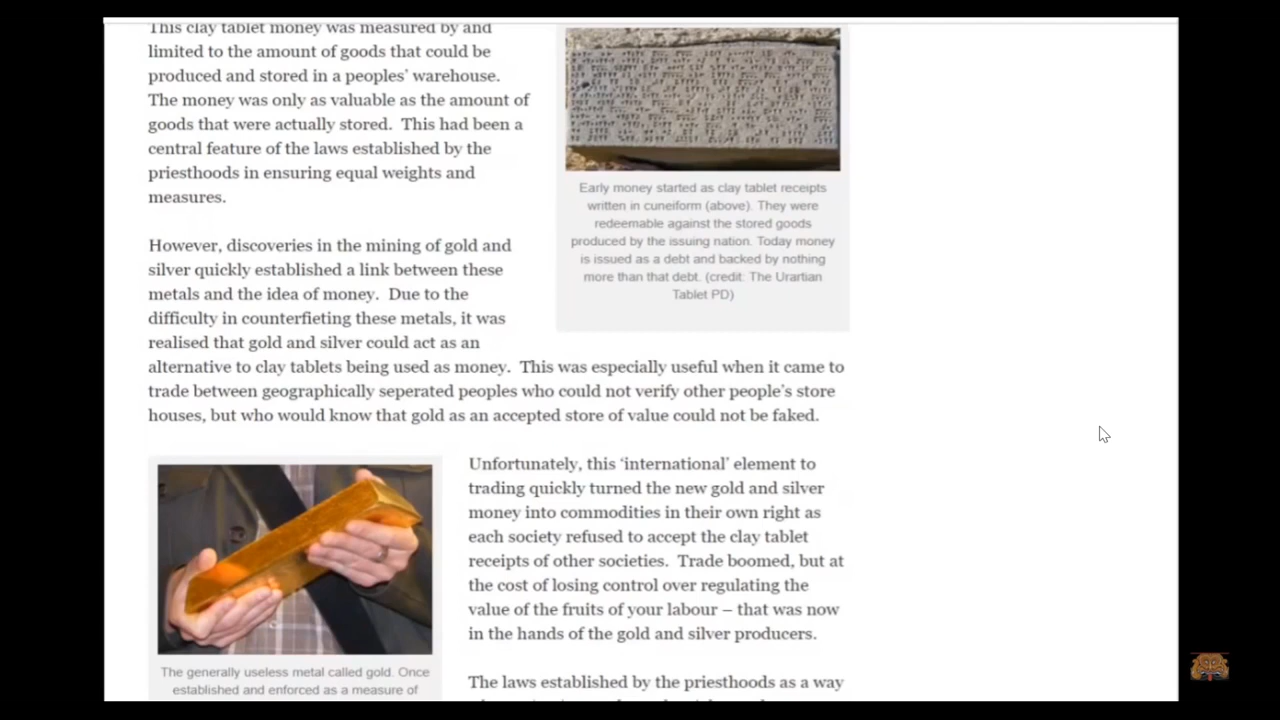 This clay tablet money was measured by and
limited to the amount of goods that could be
produced and stored in a peoples’ warehouse.
The money was only as valuable as the amount of
goods that were actually stored.  This had been a
central feature of the laws established by the
priesthoods in ensuring equal weights and
measures.
Early money started as clay tablet receipts
written in cuneiform (above). They were
redeemable against the stored goods
produced by the issuing nation. Today money
is issued as a debt and backed by nothing
more than that debt. (credit: The Urartian
Tablet PD)
However, discoveries in the mining of gold and
silver quickly established a link between these
metals and the idea of money.  Due to the
difficulty in counterfieting these metals, it was
realised that gold and silver could act as an
alternative to clay tablets being used as money.  This was especially useful when it came to
trade between geographically seperated peoples who could not verify other people’s store
houses, but who would know that gold as an accepted store of value could not be faked.
Unfortunately, this ‘international’ element to
trading quickly turned the new gold and silver
money into commodities in their own right as
each society refused to accept the clay tablet
receipts of other societies.  Trade boomed, but at
the cost of losing control over regulating the
value of the fruits of your labour – that was now
in the hands of the gold and silver producers.
The generally useless metal called gold. Once
established and enforced as a measure of
The laws established by the priesthoods as a way